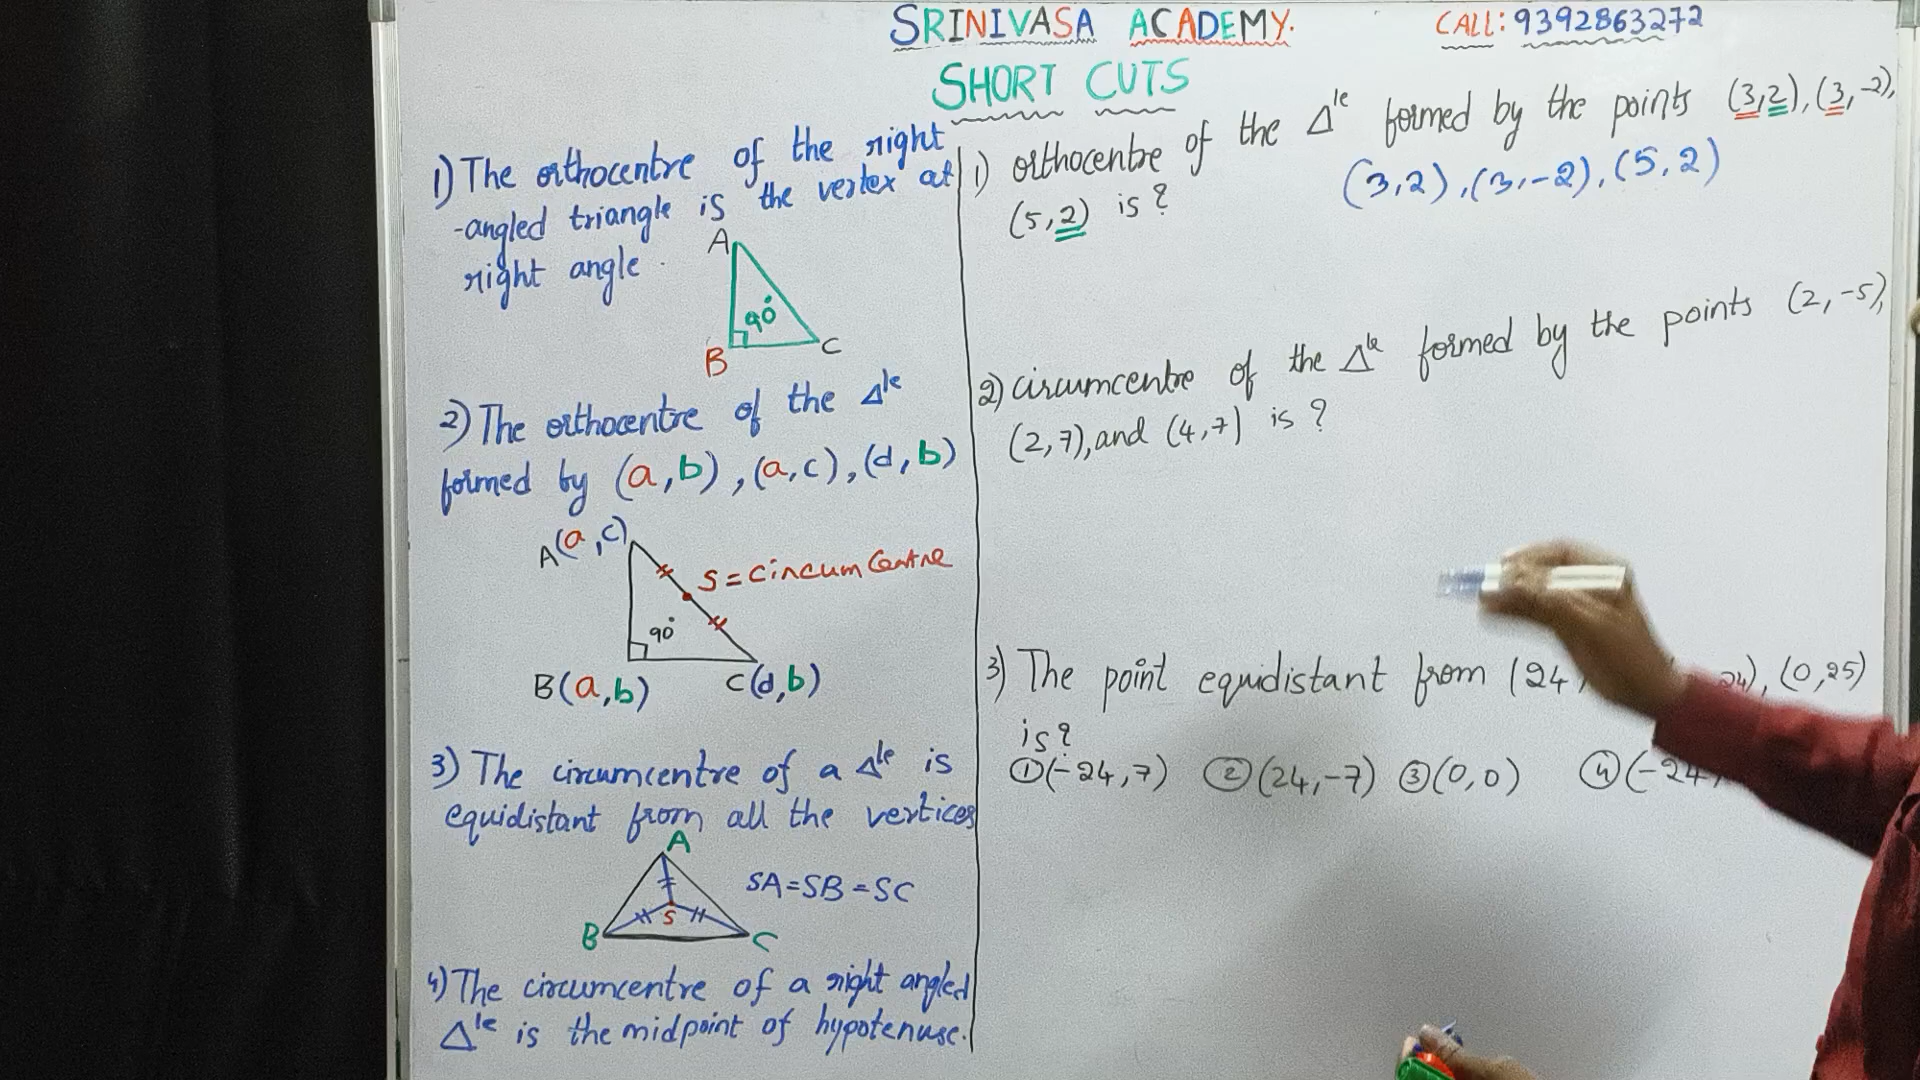 SRINIVASA ACADEMY.
CALL: 9392863272
SHORT CUTS
1) The orthocentre of the right
-angled triangle is the vertex at
right angle.
A
90°
B
C
2) The orthocentre of the Δle
formed by (a,b), (a,c), (d,b)
A(a,c)
S = Circum Centre
90°
B(a,b)
C(d,b)
3) The circumcentre of a Δle is
equidistant from all the vertices
A
SA=SB=SC
S
B
C
4) The circumcentre of a right angled
Δle is the midpoint of hypotenuse.
1) orthocentre of the Δle formed by the points (3,2), (3,-2),
(5,2) is?
(3,2), (3,-2), (5,2)
2) circumcentre of the Δle formed by the points (2,-5),
(2,7), and (4,7) is?
3) The point equidistant from (24, 24), (0,25)
is?
① (-24,7) ② (24,-7) ③ (0,0) ④ (-24,